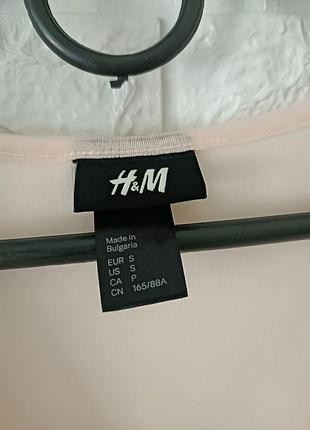 H&M
Made in
Bulgaria
EUR S
US S
CA P
CN 165/88A